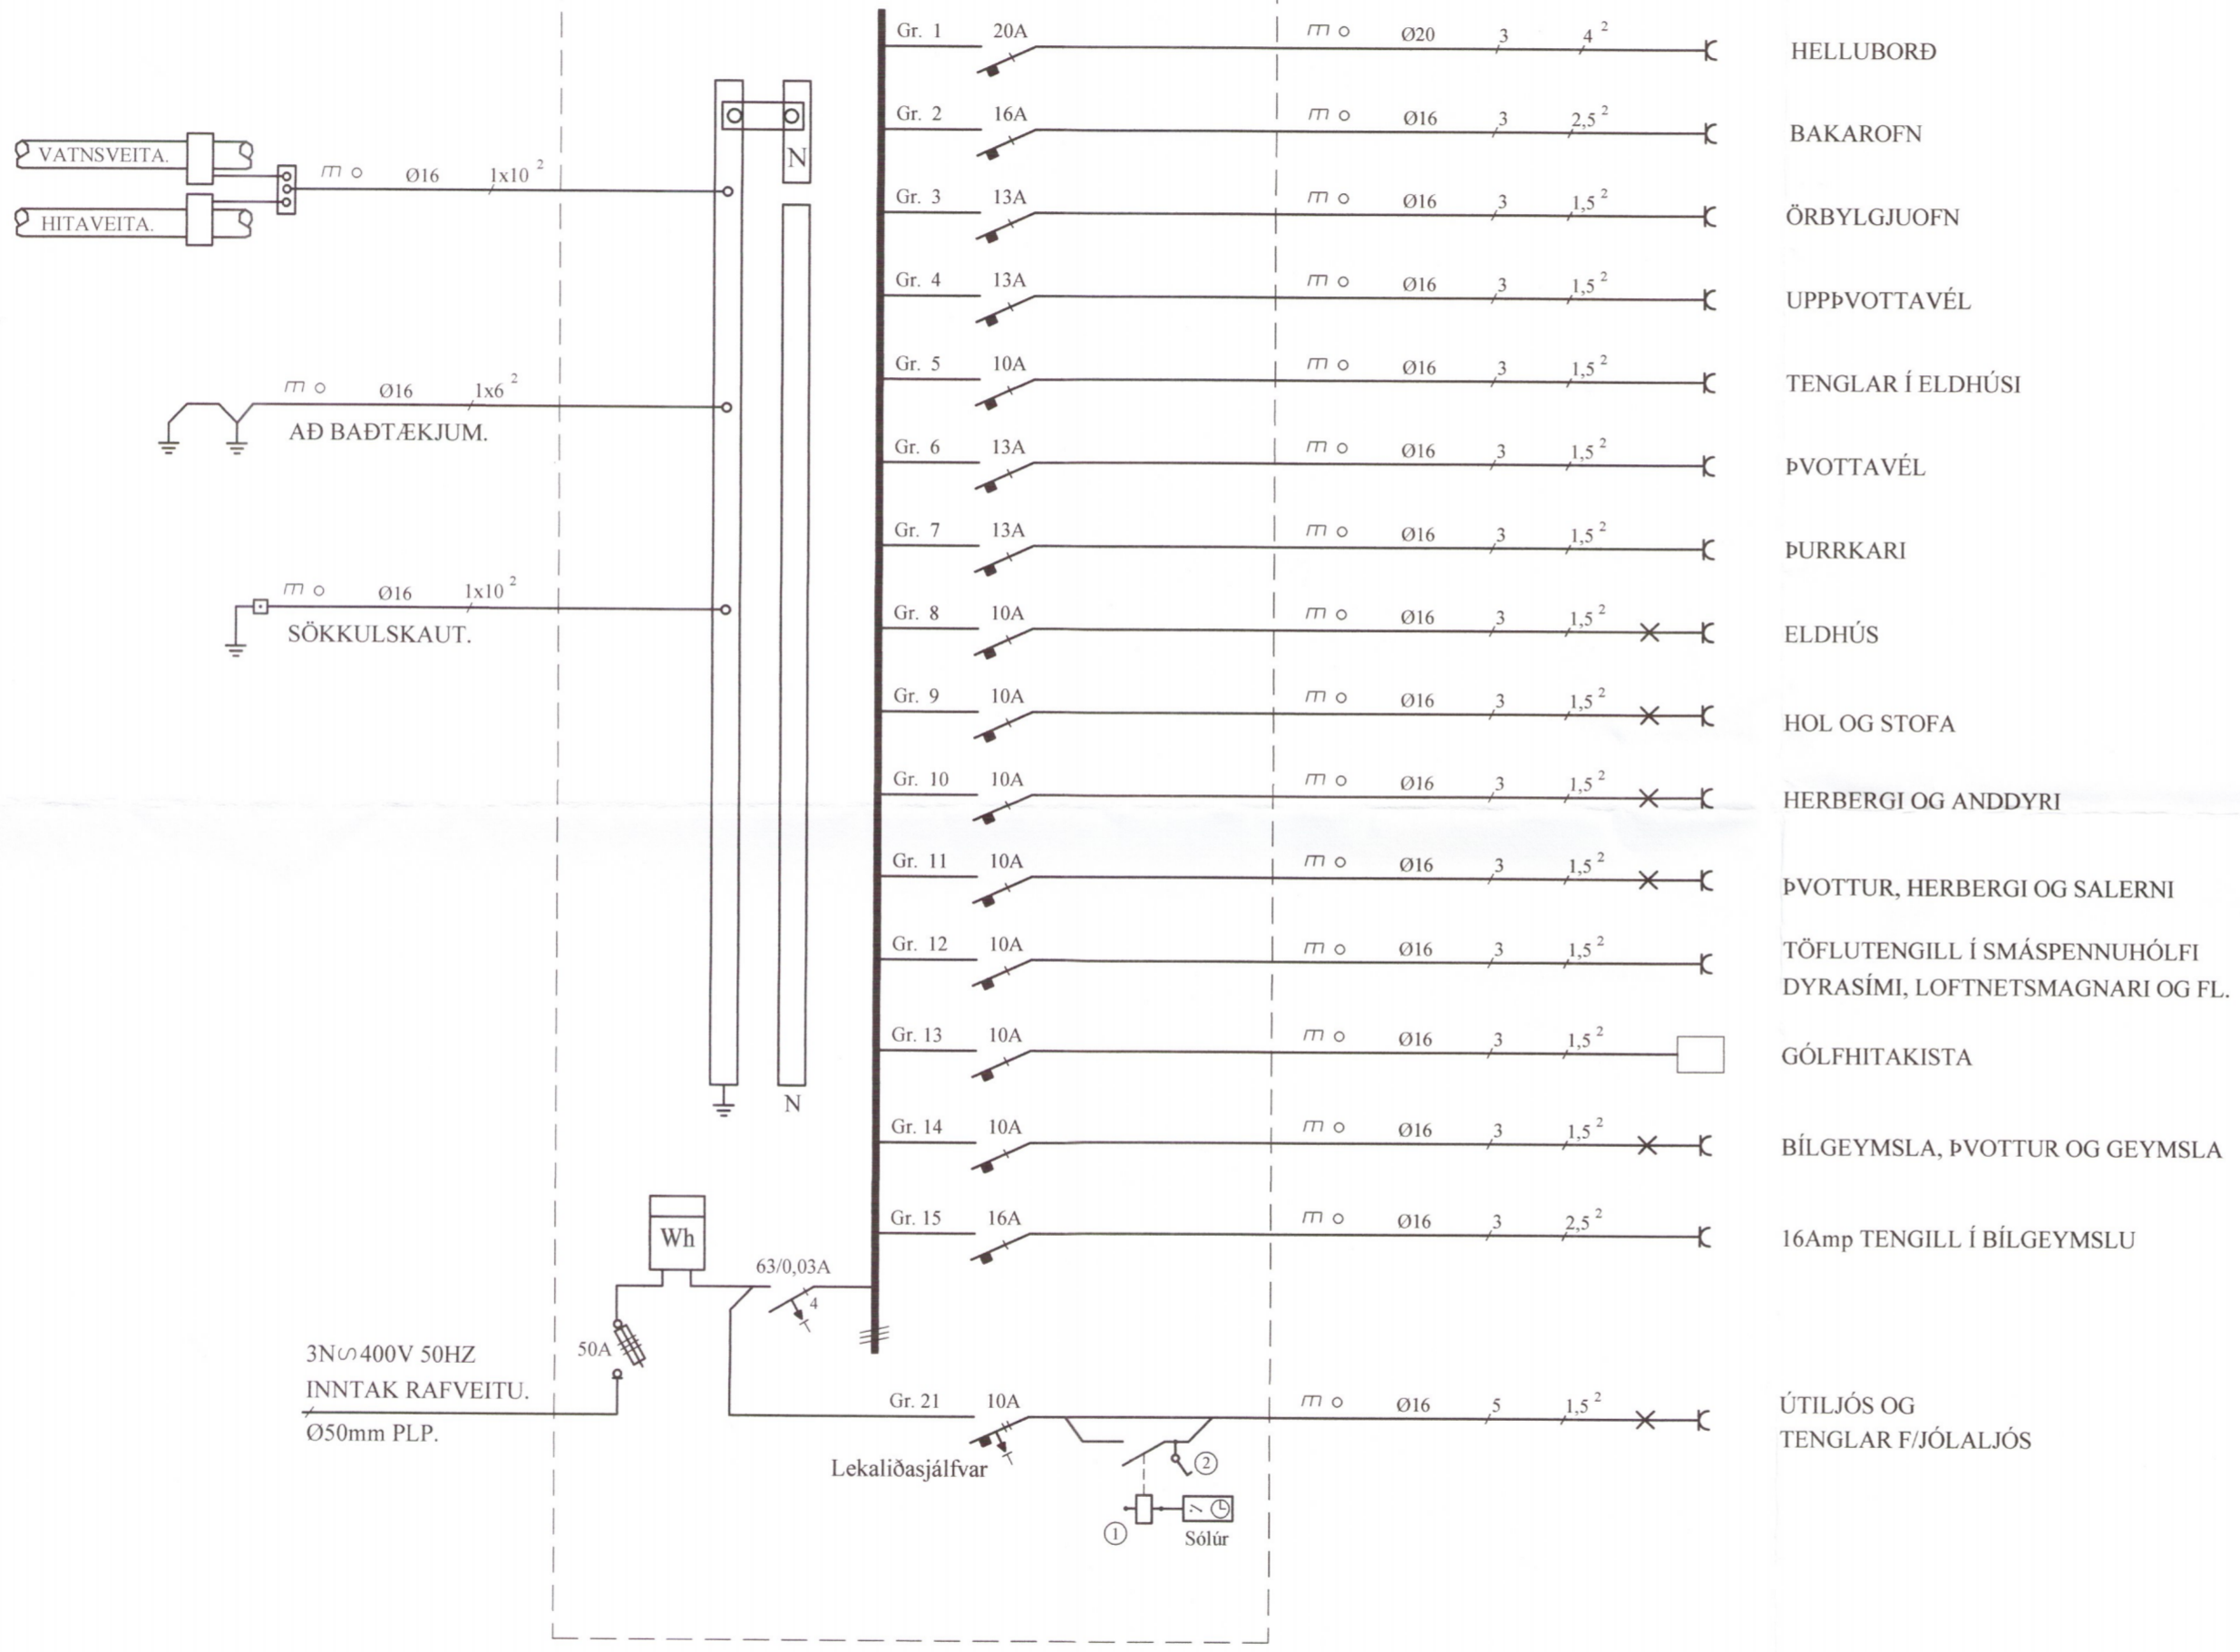 Gr. 1 20A Ø20 3 4 2 HELLUBORÐ
Gr. 2 16A Ø16 3 2,5 2 BAKAROFN
Gr. 3 13A Ø16 3 1,5 2 ÖRBYLGJUOFN
Gr. 4 13A Ø16 3 1,5 2 UPPÞVOTTAVÉL
Gr. 5 10A Ø16 3 1,5 2 TENGLAR Í ELDHÚSI
Gr. 6 13A Ø16 3 1,5 2 ÞVOTTAVÉL
Gr. 7 13A Ø16 3 1,5 2 ÞURRKARI
Gr. 8 10A Ø16 3 1,5 2 ELDHÚS
Gr. 9 10A Ø16 3 1,5 2 HOL OG STOFA
Gr. 10 10A Ø16 3 1,5 2 HERBERGI OG ANDDYRI
Gr. 11 10A Ø16 3 1,5 2 ÞVOTTUR, HERBERGI OG SALERNI
Gr. 12 10A Ø16 3 1,5 2 TÖFLUTENGILL Í SMÁSPENNUHÓLFI
DYRASÍMI, LOFTNETSMAGNARI OG FL.
Gr. 13 10A Ø16 3 1,5 2 GÓLFHITAKISTA
Gr. 14 10A Ø16 3 1,5 2 BÍLGEYMSLA, ÞVOTTUR OG GEYMSLA
Gr. 15 16A Ø16 3 2,5 2 16Amp TENGILL Í BÍLGEYMSLU
Gr. 21 10A Ø16 5 1,5 2 ÚTILJÓS OG
TENGLAR F/JÓLALJÓS
Lekaliðasjálfvar
2
1
Sólúr
VATNSVEITA.
HITAVEITA.
Ø16 1x10 2
N
Ø16 1x6 2
AÐ BAÐTÆKJUM.
Ø16 1x10 2
SÖKKULSKAUT.
N
Wh
63/0,03A
4
50A
3N∽400V 50HZ
INNTAK RAFVEITU.
Ø50mm PLP.